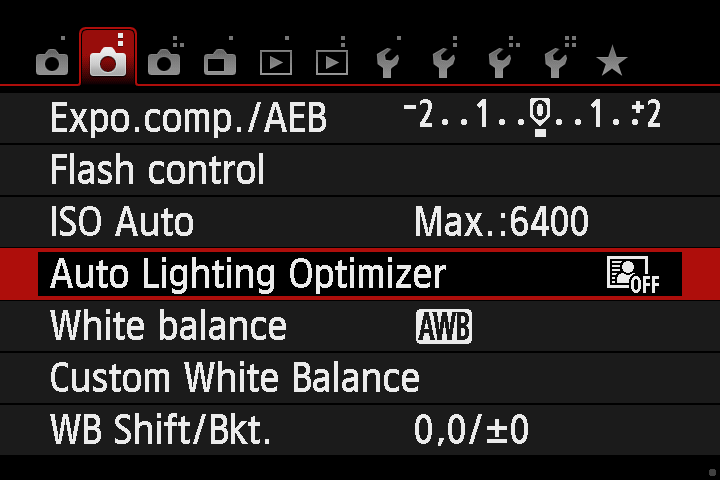 Expo.comp./AEB -2..1..0..1..+2
Flash control
ISO Auto Max.:6400
Auto Lighting Optimizer OFF
White balance AWB
Custom White Balance
WB Shift/Bkt. 0,0/±0